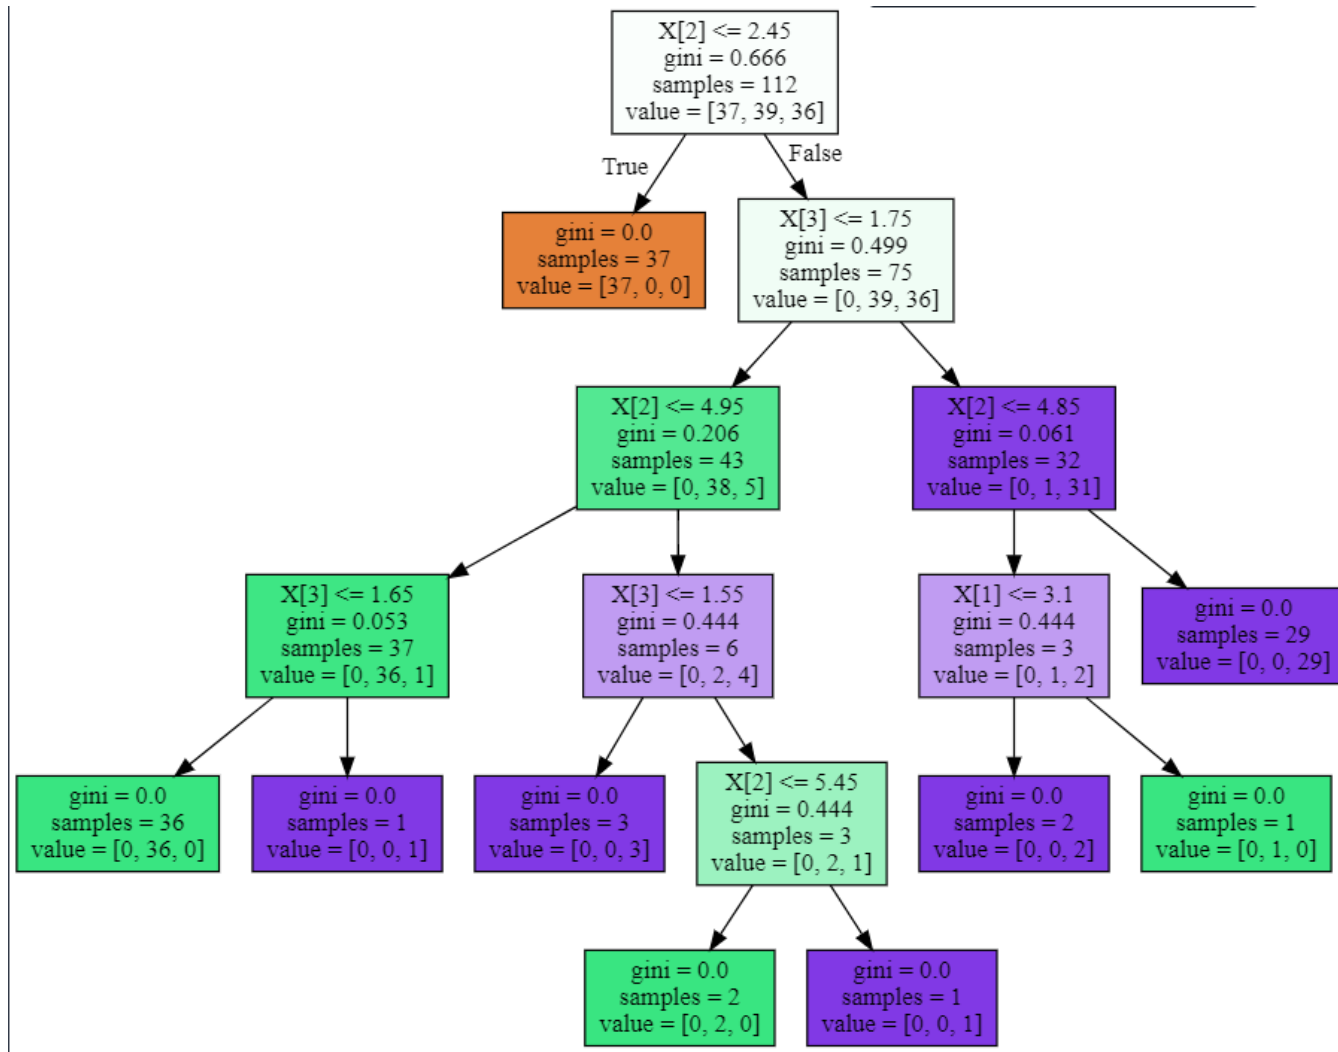 X[2] <= 2.45
gini = 0.666
samples = 112
value = [37, 39, 36]
True
False
gini = 0.0
samples = 37
value = [37, 0, 0]
X[3] <= 1.75
gini = 0.499
samples = 75
value = [0, 39, 36]
X[2] <= 4.95
gini = 0.206
samples = 43
value = [0, 38, 5]
X[2] <= 4.85
gini = 0.061
samples = 32
value = [0, 1, 31]
X[3] <= 1.65
gini = 0.053
samples = 37
value = [0, 36, 1]
X[3] <= 1.55
gini = 0.444
samples = 6
value = [0, 2, 4]
X[1] <= 3.1
gini = 0.444
samples = 3
value = [0, 1, 2]
gini = 0.0
samples = 29
value = [0, 0, 29]
gini = 0.0
samples = 36
value = [0, 36, 0]
gini = 0.0
samples = 1
value = [0, 0, 1]
gini = 0.0
samples = 3
value = [0, 0, 3]
X[2] <= 5.45
gini = 0.444
samples = 3
value = [0, 2, 1]
gini = 0.0
samples = 2
value = [0, 0, 2]
gini = 0.0
samples = 1
value = [0, 1, 0]
gini = 0.0
samples = 2
value = [0, 2, 0]
gini = 0.0
samples = 1
value = [0, 0, 1]